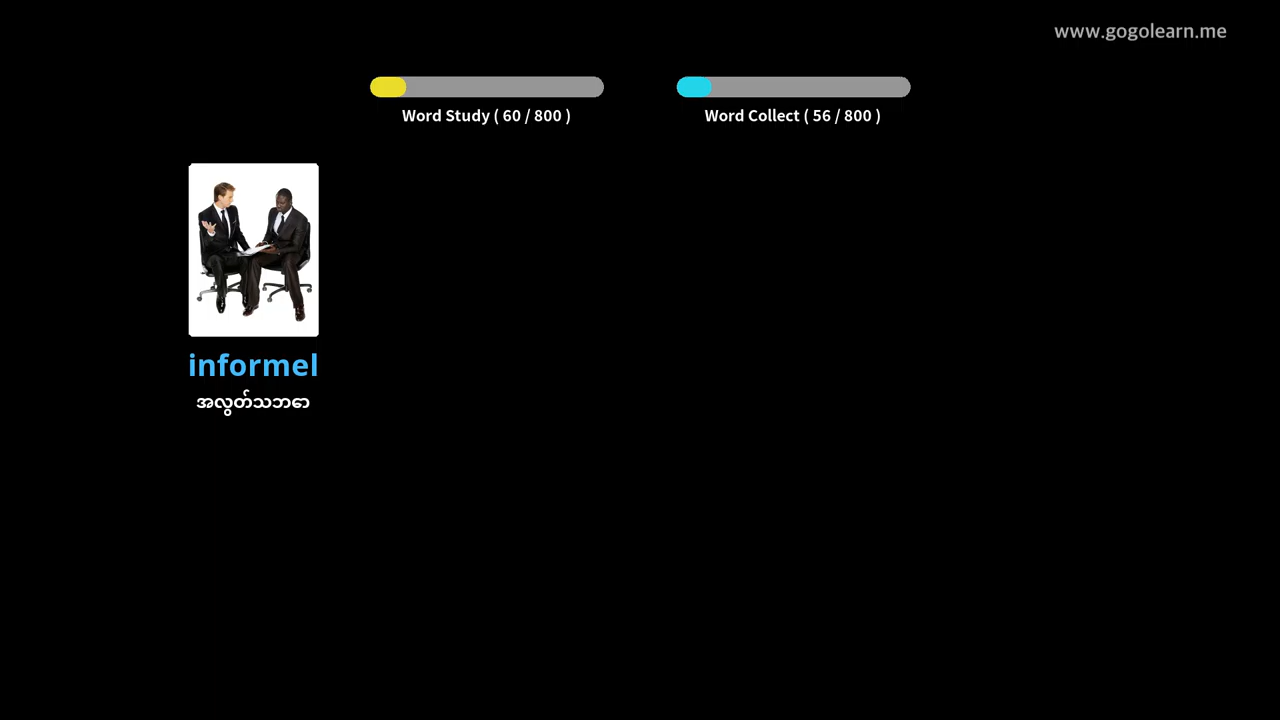 www.gogolearn.me
Word Study ( 60 / 800 )
Word Collect ( 56 / 800 )
informel
အလွတ်သဘော